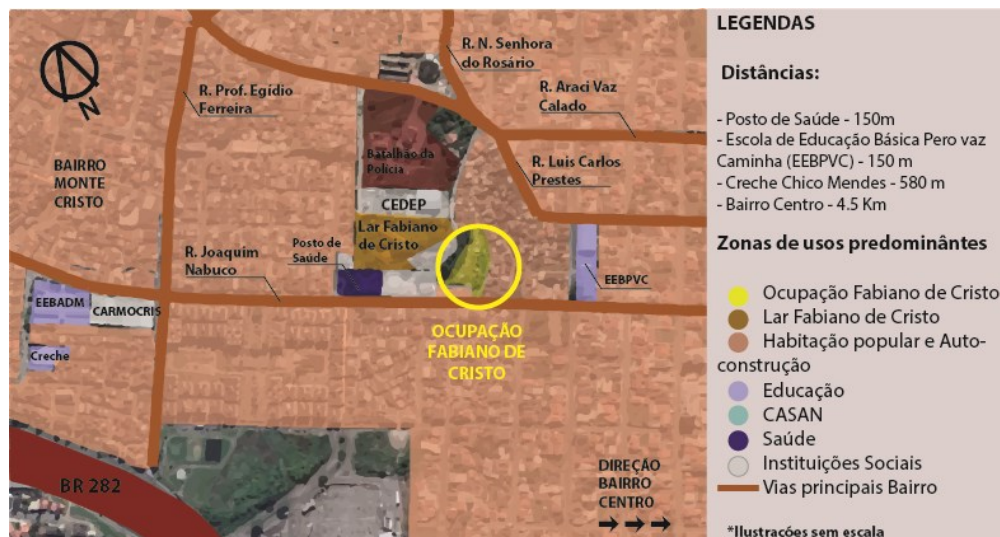 N
R. Prof. Egídio
Ferreira
R. N. Senhora
do Rosário
R. Araci Vaz
Calado
BAIRRO
MONTE
CRISTO
Batalhão da
Polícia
R. Luis Carlos
Prestes
CEDEP
Lar Fabiano
de Cristo
Posto de
Saúde
R. Joaquim
Nabuco
EEBPVC
EEBADM
CARMOCRIS
Creche
OCUPAÇÃO
FABIANO DE
CRISTO
BR 282
DIREÇÃO
BAIRRO
CENTRO
LEGENDAS
Distâncias:
- Posto de Saúde - 150m
- Escola de Educação Básica Pero vaz
Caminha (EEBPVC) - 150 m
- Creche Chico Mendes - 580 m
- Bairro Centro - 4.5 Km
Zonas de usos predominântes
Ocupação Fabiano de Cristo
Lar Fabiano de Cristo
Habitação popular e Auto-
construção
Educação
CASAN
Saúde
Instituições Sociais
Vias principais Bairro
*Ilustrações sem escala